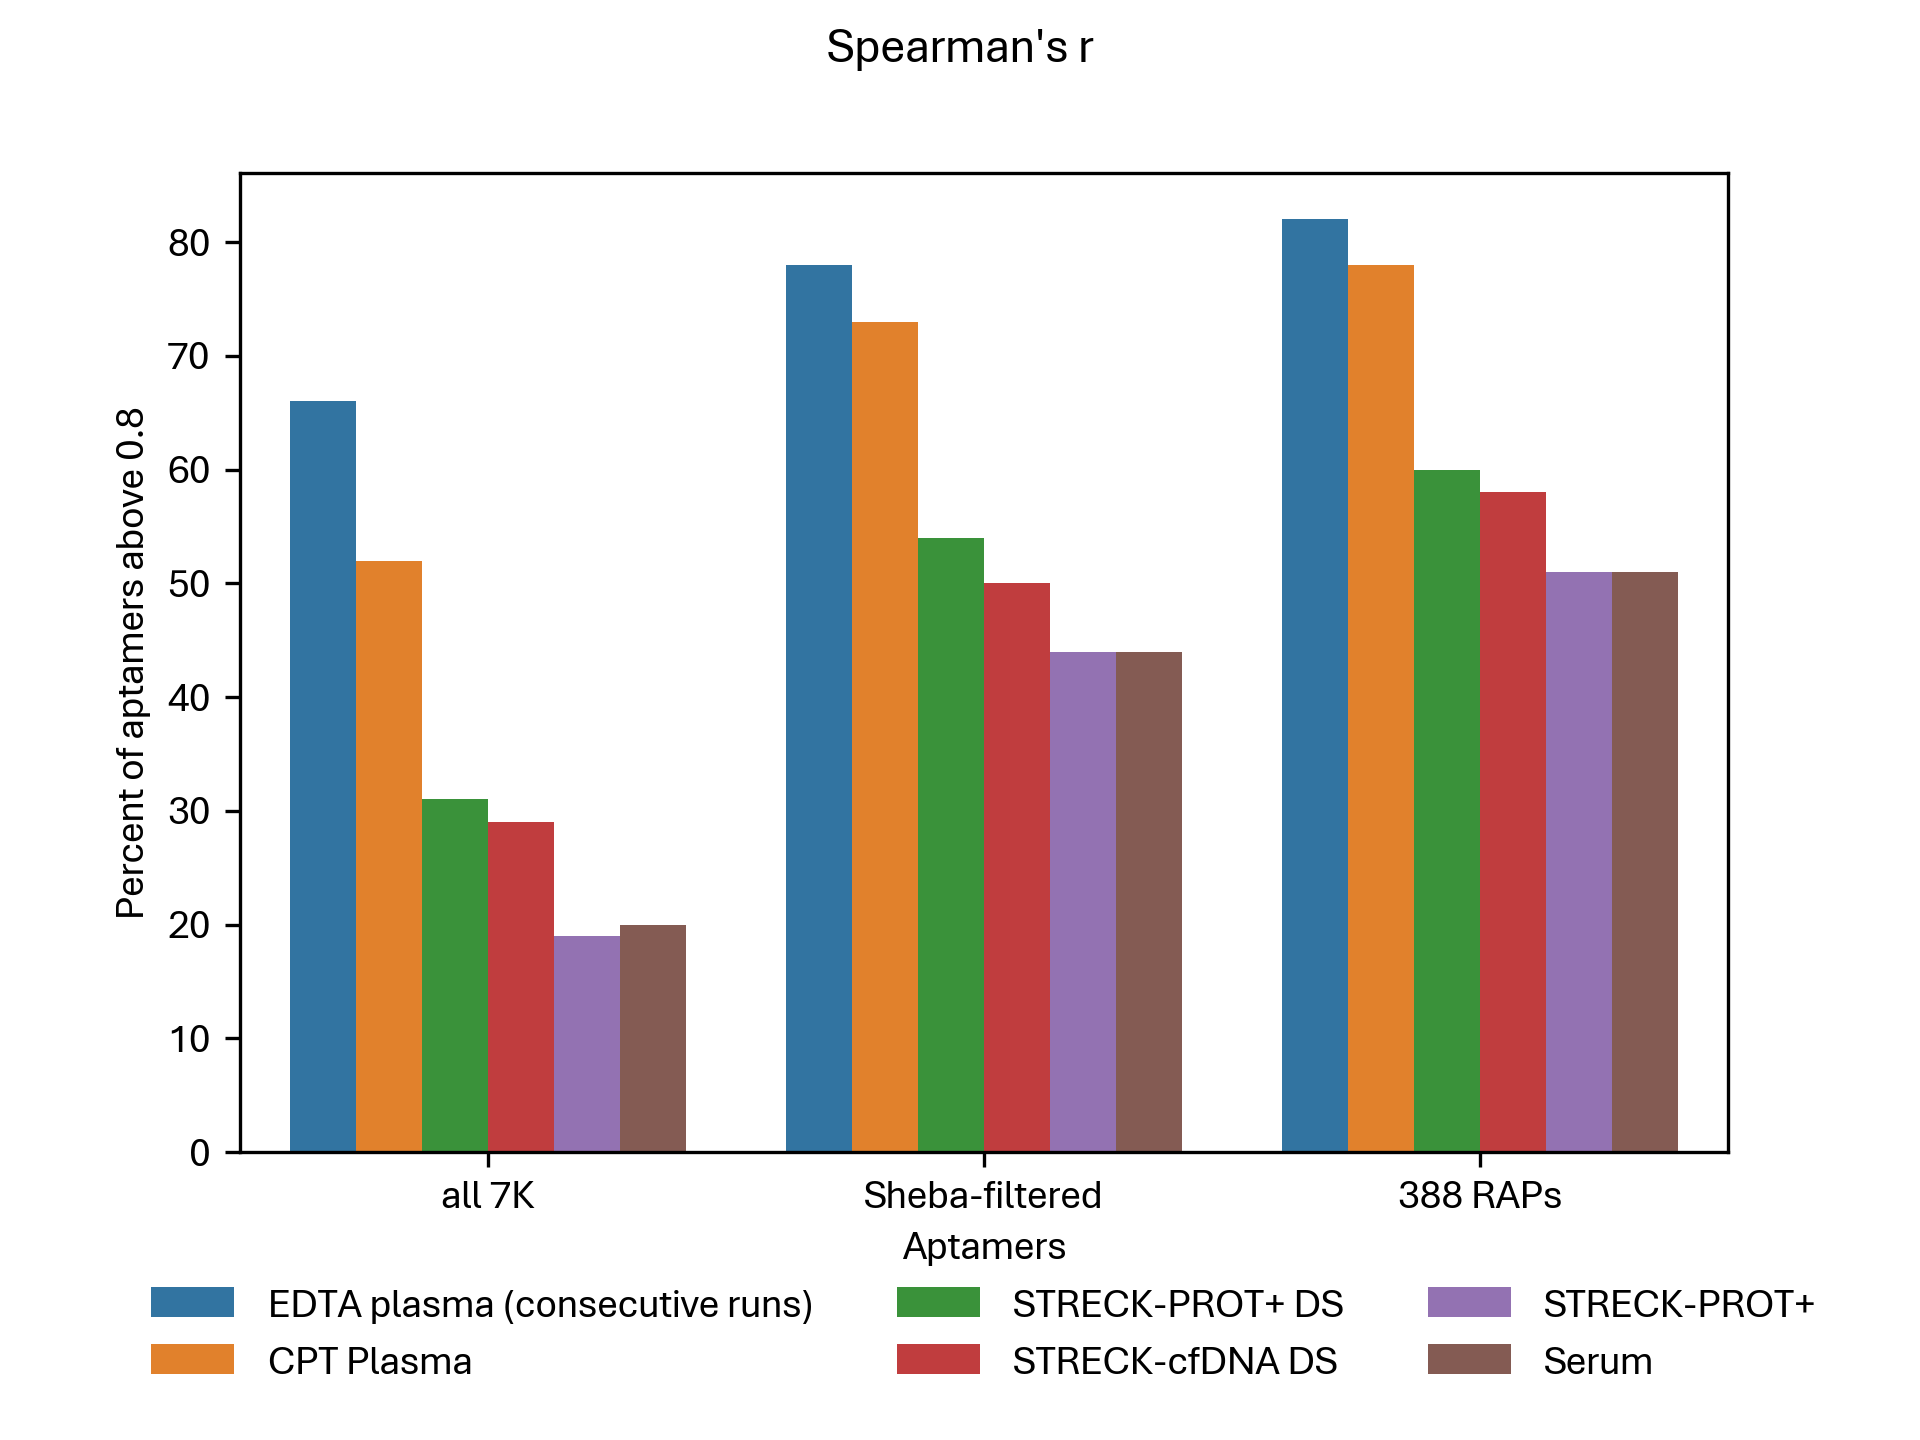 Spearman's r
Percent of aptamers above 0.8
80
70
60
50
40
30
20
10
0
all 7K
Sheba-filtered
388 RAPs
Aptamers
EDTA plasma (consecutive runs)
CPT Plasma
STRECK-PROT+ DS
STRECK-cfDNA DS
STRECK-PROT+
Serum